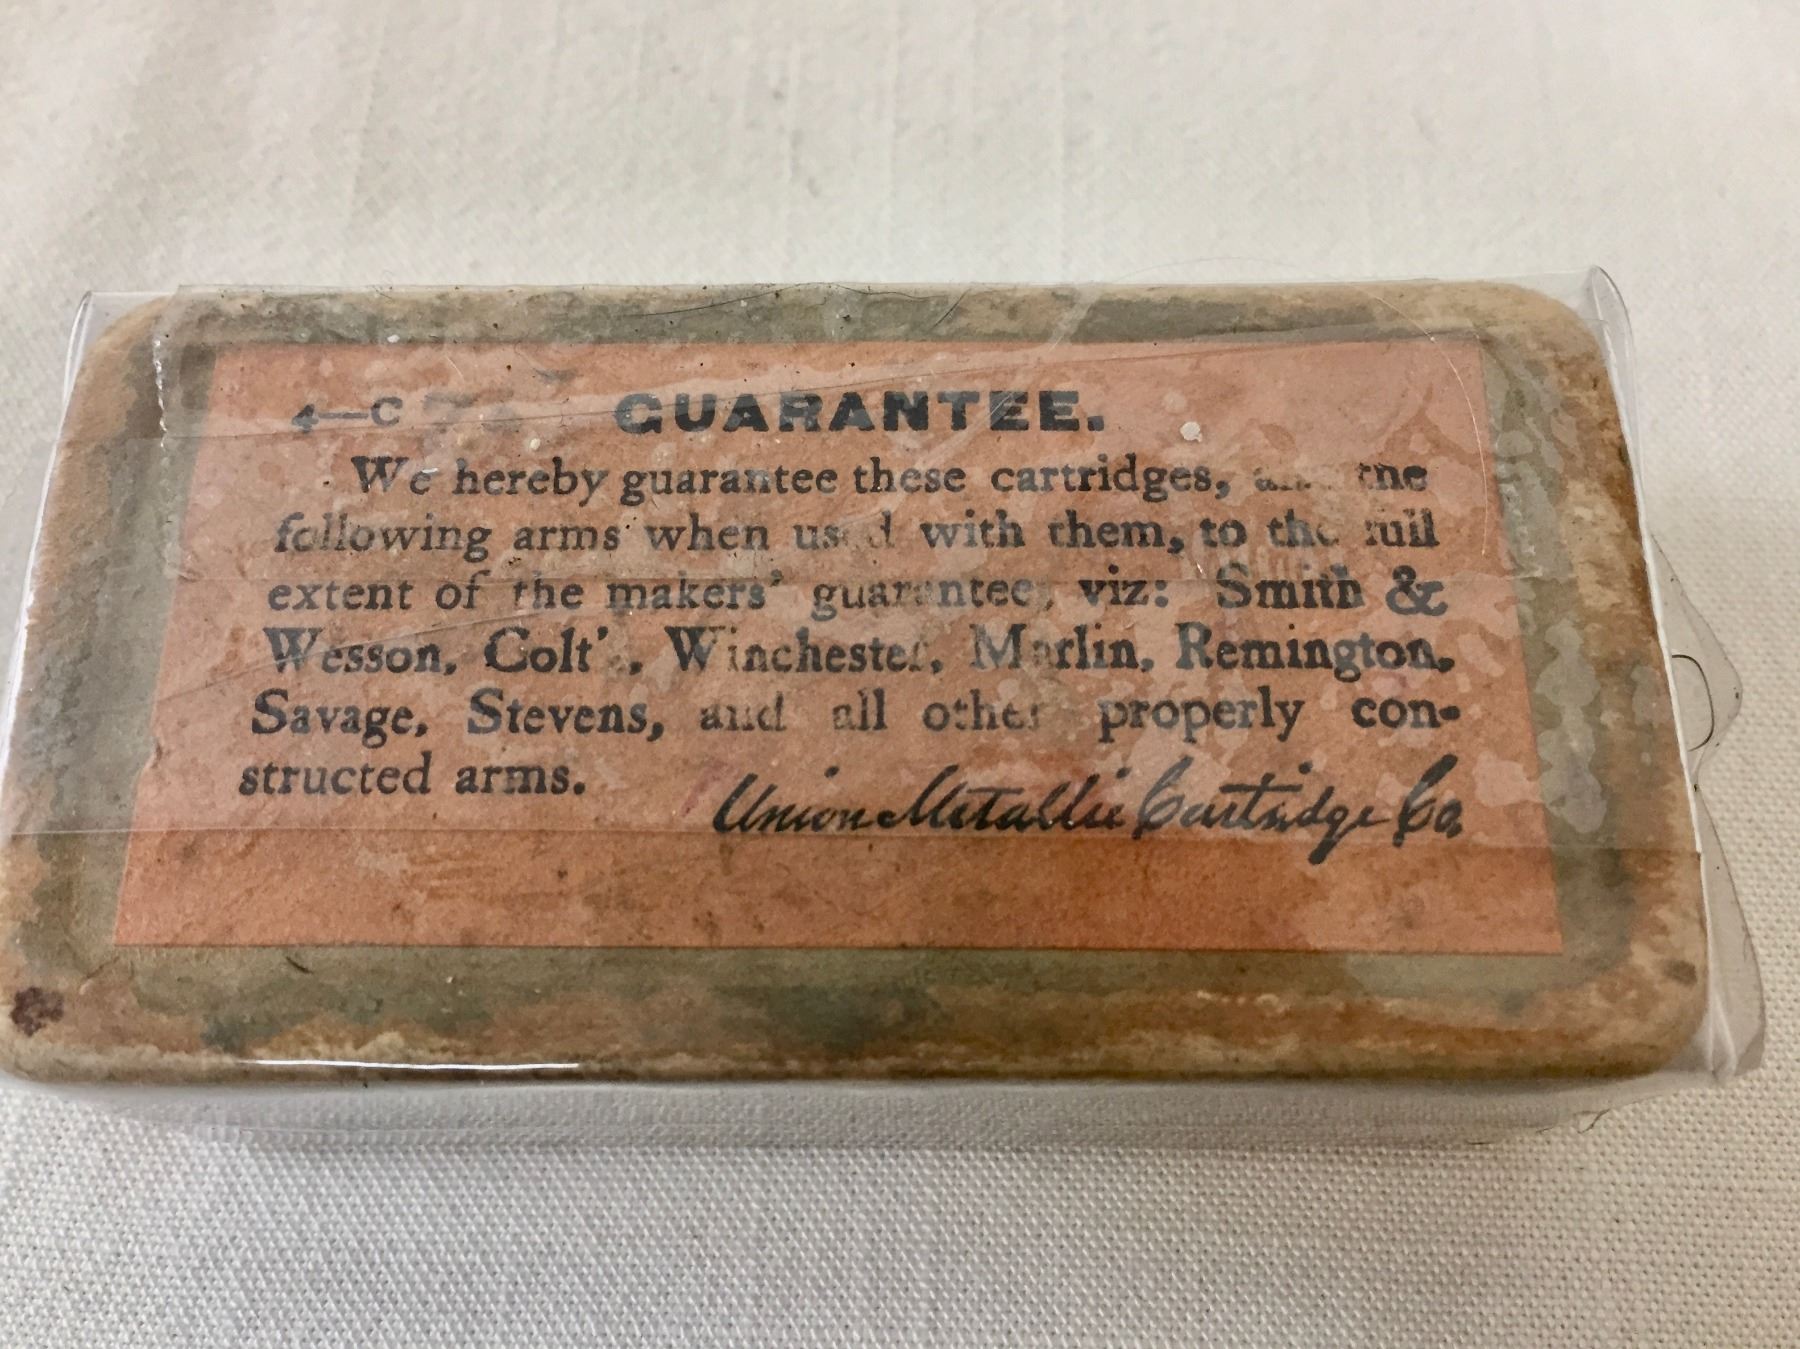 4—C GUARANTEE.
We hereby guarantee these cartridges, the
following arms when used with them, to the full
extent of the makers' guarantee, viz: Smith &
Wesson, Colt's, Winchester, Marlin, Remington,
Savage, Stevens, and all other properly con-
structed arms.
Union Metallic Cartridge Co.